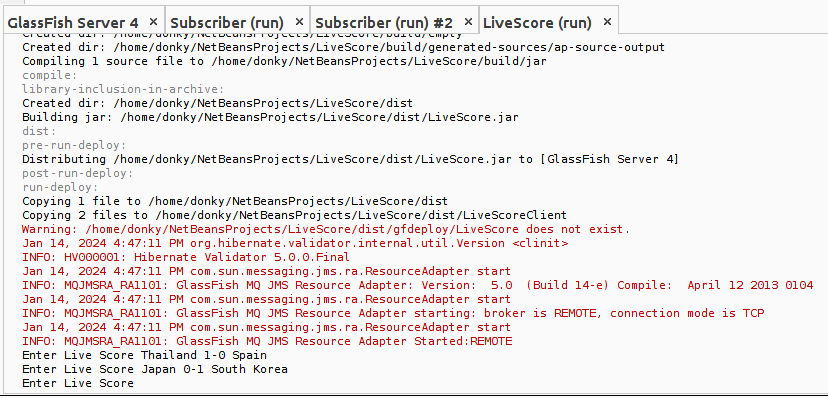 GlassFish Server 4 × Subscriber (run) × Subscriber (run) #2 × LiveScore (run) ×
Created dir: /home/donky/NetBeansProjects/LiveScore/build/empty
Created dir: /home/donky/NetBeansProjects/LiveScore/build/generated-sources/ap-source-output
Compiling 1 source file to /home/donky/NetBeansProjects/LiveScore/build/jar
compile:
library-inclusion-in-archive:
Created dir: /home/donky/NetBeansProjects/LiveScore/dist
Building jar: /home/donky/NetBeansProjects/LiveScore/dist/LiveScore.jar
dist:
pre-run-deploy:
Distributing /home/donky/NetBeansProjects/LiveScore/dist/LiveScore.jar to [GlassFish Server 4]
post-run-deploy:
run-deploy:
Copying 1 file to /home/donky/NetBeansProjects/LiveScore/dist
Copying 2 files to /home/donky/NetBeansProjects/LiveScore/dist/LiveScoreClient
Warning: /home/donky/NetBeansProjects/LiveScore/dist/gfdeploy/LiveScore does not exist.
Jan 14, 2024 4:47:11 PM org.hibernate.validator.internal.util.Version <clinit>
INFO: HV000001: Hibernate Validator 5.0.0.Final
Jan 14, 2024 4:47:11 PM com.sun.messaging.jms.ra.ResourceAdapter start
INFO: MQJMSRA_RA1101: GlassFish MQ JMS Resource Adapter: Version:  5.0  (Build 14-e) Compile:  April 12 2013 0104
Jan 14, 2024 4:47:11 PM com.sun.messaging.jms.ra.ResourceAdapter start
INFO: MQJMSRA_RA1101: GlassFish MQ JMS Resource Adapter starting: broker is REMOTE, connection mode is TCP
Jan 14, 2024 4:47:11 PM com.sun.messaging.jms.ra.ResourceAdapter start
INFO: MQJMSRA_RA1101: GlassFish MQ JMS Resource Adapter Started:REMOTE
Enter Live Score Thailand 1-0 Spain
Enter Live Score Japan 0-1 South Korea
Enter Live Score